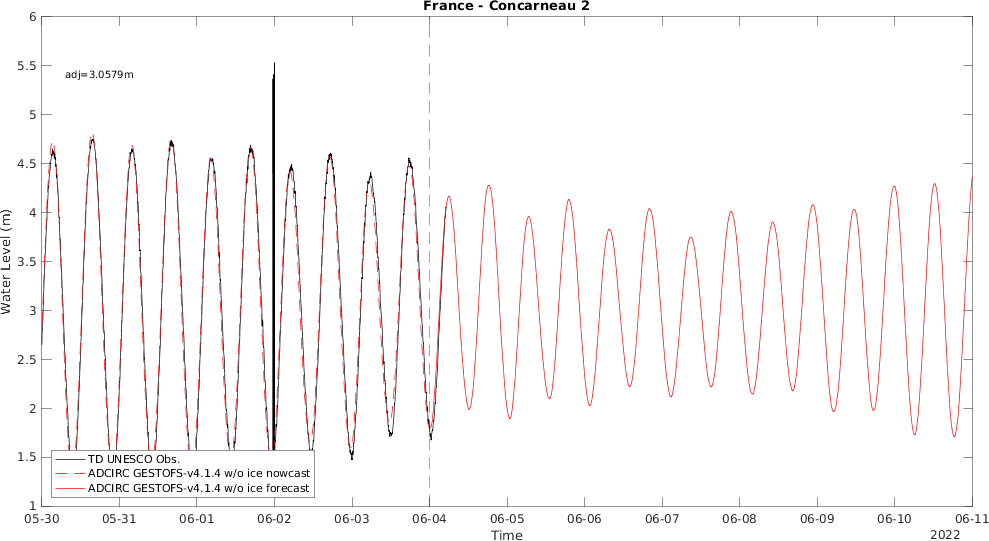 France - Concarneau 2
6
5.5
5
4.5
4
3.5
3
2.5
2
1.5
1
Water Level (m)
adj=3.0579m
TD UNESCO Obs.
ADCIRC GESTOFS-v4.1.4 w/o ice nowcast
ADCIRC GESTOFS-v4.1.4 w/o ice forecast
05-30 05-31 06-01 06-02 06-03 06-04 06-05 06-06 06-07 06-08 06-09 06-10 06-11
Time
2022